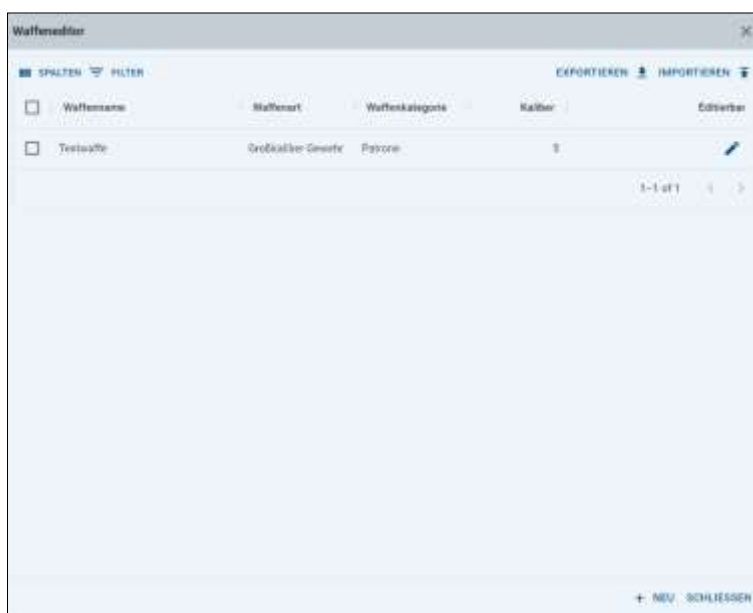 Waffeneditor
SPALTEN FILTER EXPORTIEREN IMPORTIEREN
Waffenname Waffenart Waffenkategorie Kaliber Editierbar
Testwaffe Großkaliber Gewehr Patrone
1-1 of 1
+ NEU SCHLIESSEN